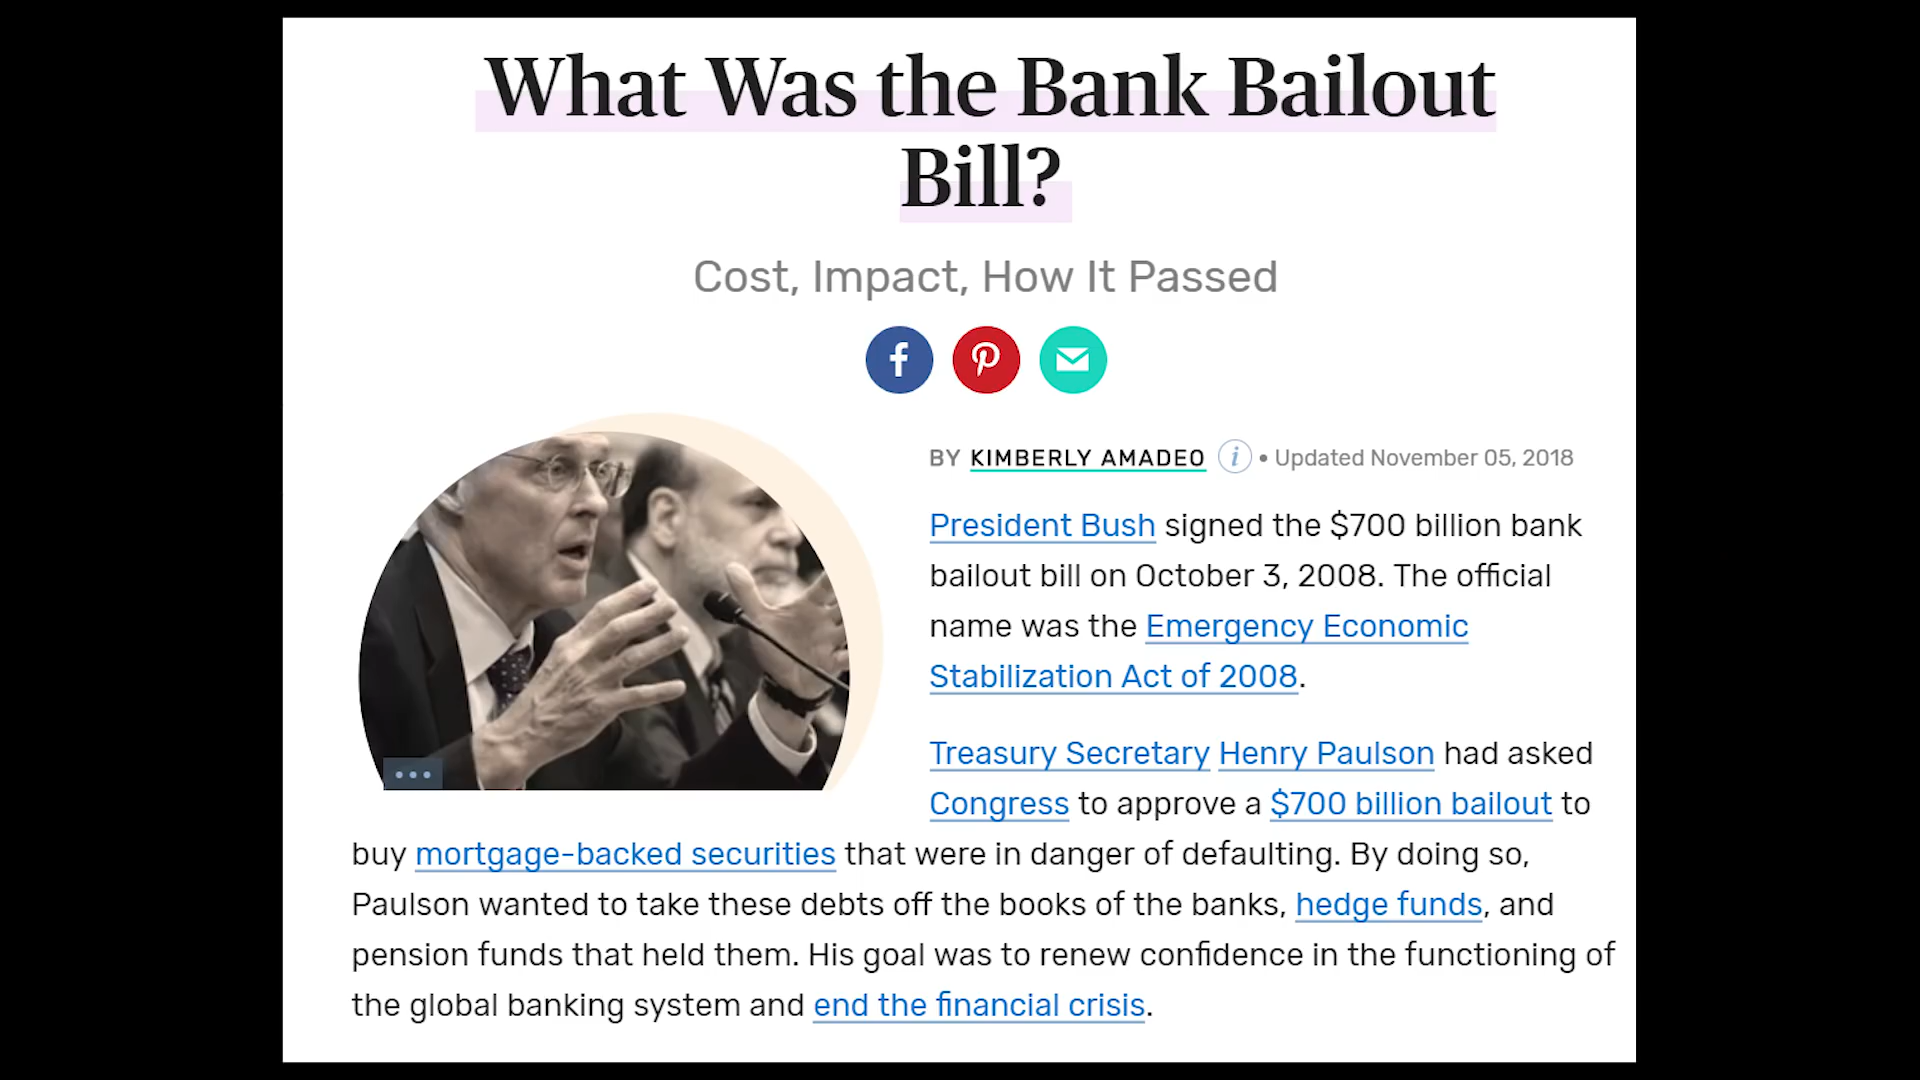 What Was the Bank Bailout
Bill?
Cost, Impact, How It Passed
BY KIMBERLY AMADEO i • Updated November 05, 2018
President Bush signed the $700 billion bank
bailout bill on October 3, 2008. The official
name was the Emergency Economic
Stabilization Act of 2008.
Treasury Secretary Henry Paulson had asked
Congress to approve a $700 billion bailout to
buy mortgage-backed securities that were in danger of defaulting. By doing so,
Paulson wanted to take these debts off the books of the banks, hedge funds, and
pension funds that held them. His goal was to renew confidence in the functioning of
the global banking system and end the financial crisis.